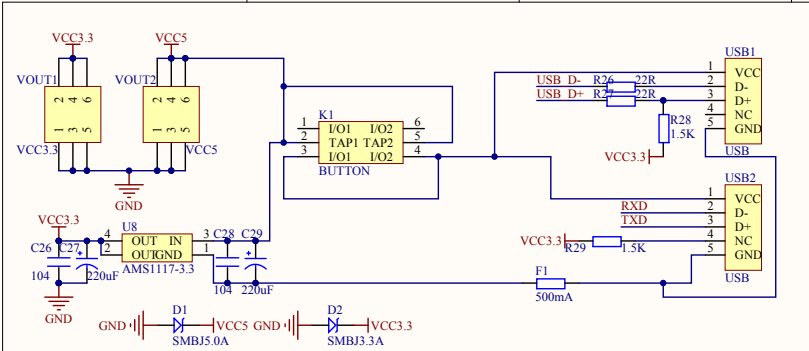 VCC3.3
VCC5
VOUT1
VOUT2
2 4 6
2 4 6
1 3 5
1 3 5
VCC3.3
VCC5
GND
K1
1 I/O1 I/O2 6
2 TAP1 TAP2 5
3 I/O1 I/O2 4
BUTTON
USB1
1 VCC
USB D- R26 22R 2 D-
USB D+ R27 22R 3 D+
4 NC
5 GND
R28
1.5K
VCC3.3
USB
USB2
1 VCC
RXD 2 D-
TXD 3 D+
VCC3.3 R29 1.5K 4 NC
5 GND
USB
VCC3.3
U8
C26 C27
4 OUT IN 3
2 OUT GND 1
AMS1117-3.3
C28 C29
104
220uF
104
220uF
GND
F1
500mA
D1
GND VCC5
SMBJ5.0A
D2
GND VCC3.3
SMBJ3.3A